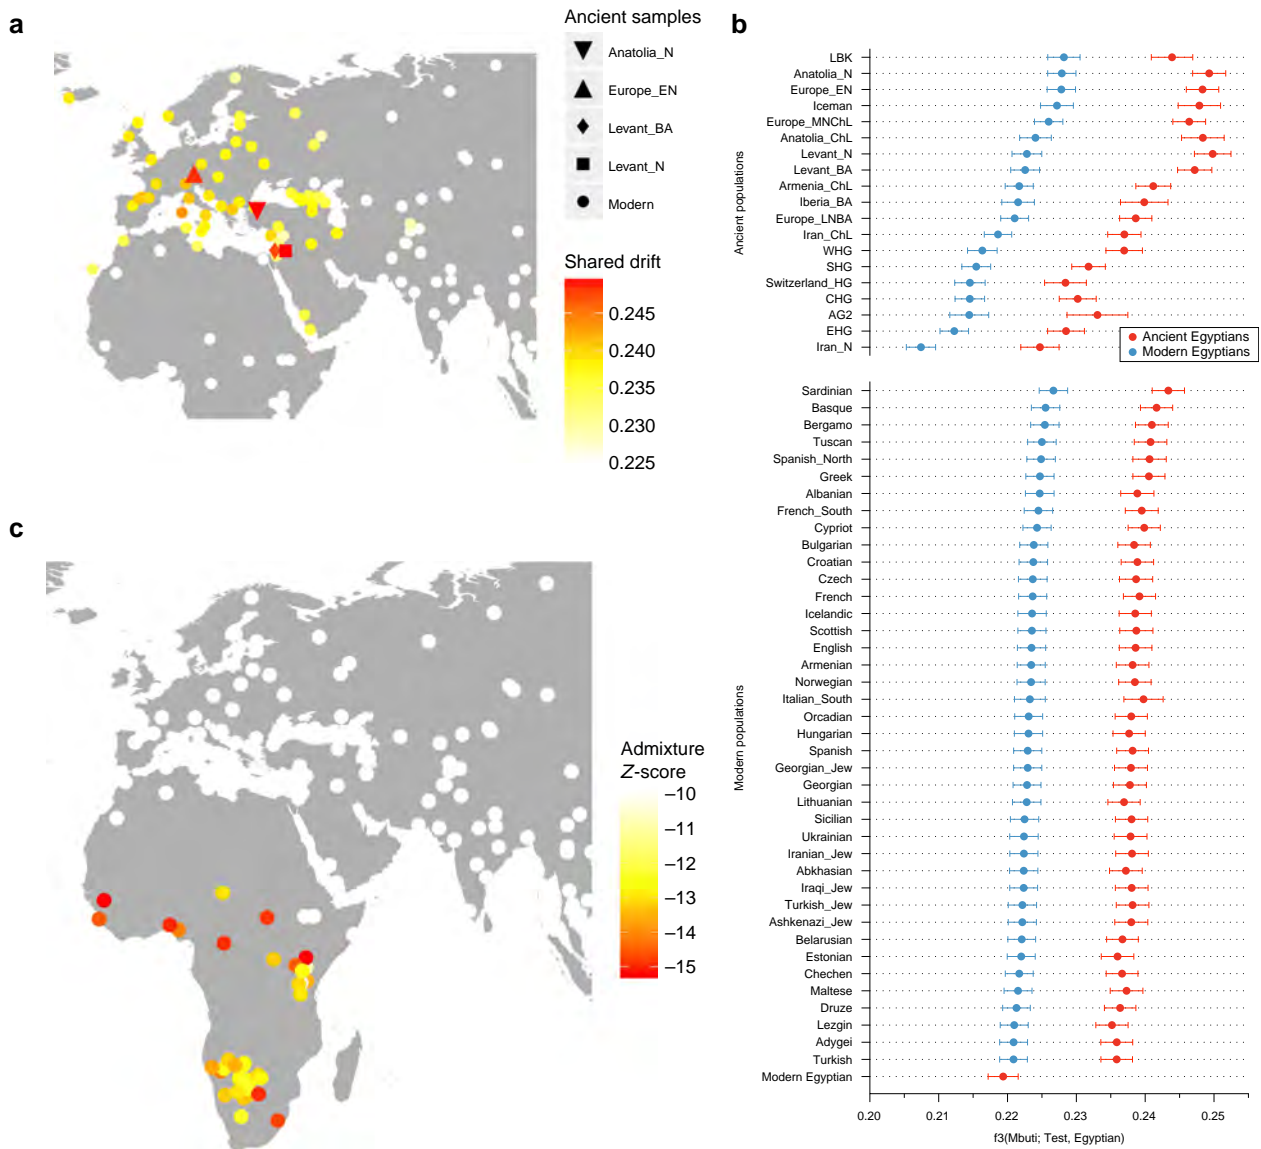 a
Ancient samples
Anatolia_N
Europe_EN
Levant_BA
Levant_N
Modern
Shared drift
0.245
0.240
0.235
0.230
0.225
b
Ancient populations
LBK
Anatolia_N
Europe_EN
Iceman
Europe_MNChL
Anatolia_ChL
Levant_N
Levant_BA
Armenia_ChL
Iberia_BA
Europe_LNBA
Iran_ChL
WHG
SHG
Switzerland_HG
CHG
AG2
EHG
Iran_N
Ancient Egyptians
Modern Egyptians
Modern populations
Sardinian
Basque
Bergamo
Tuscan
Spanish_North
Greek
Albanian
French_South
Cypriot
Bulgarian
Croatian
Czech
French
Icelandic
Scottish
English
Armenian
Norwegian
Italian_South
Orcadian
Hungarian
Spanish
Georgian_Jew
Georgian
Lithuanian
Sicilian
Ukrainian
Iranian_Jew
Abkhasian
Iraqi_Jew
Turkish_Jew
Ashkenazi_Jew
Belarusian
Estonian
Chechen
Maltese
Druze
Lezgin
Adygei
Turkish
Modern Egyptian
0.20 0.21 0.22 0.23 0.24 0.25
f3(Mbuti; Test, Egyptian)
c
Admixture
Z-score
−10
−11
−12
−13
−14
−15